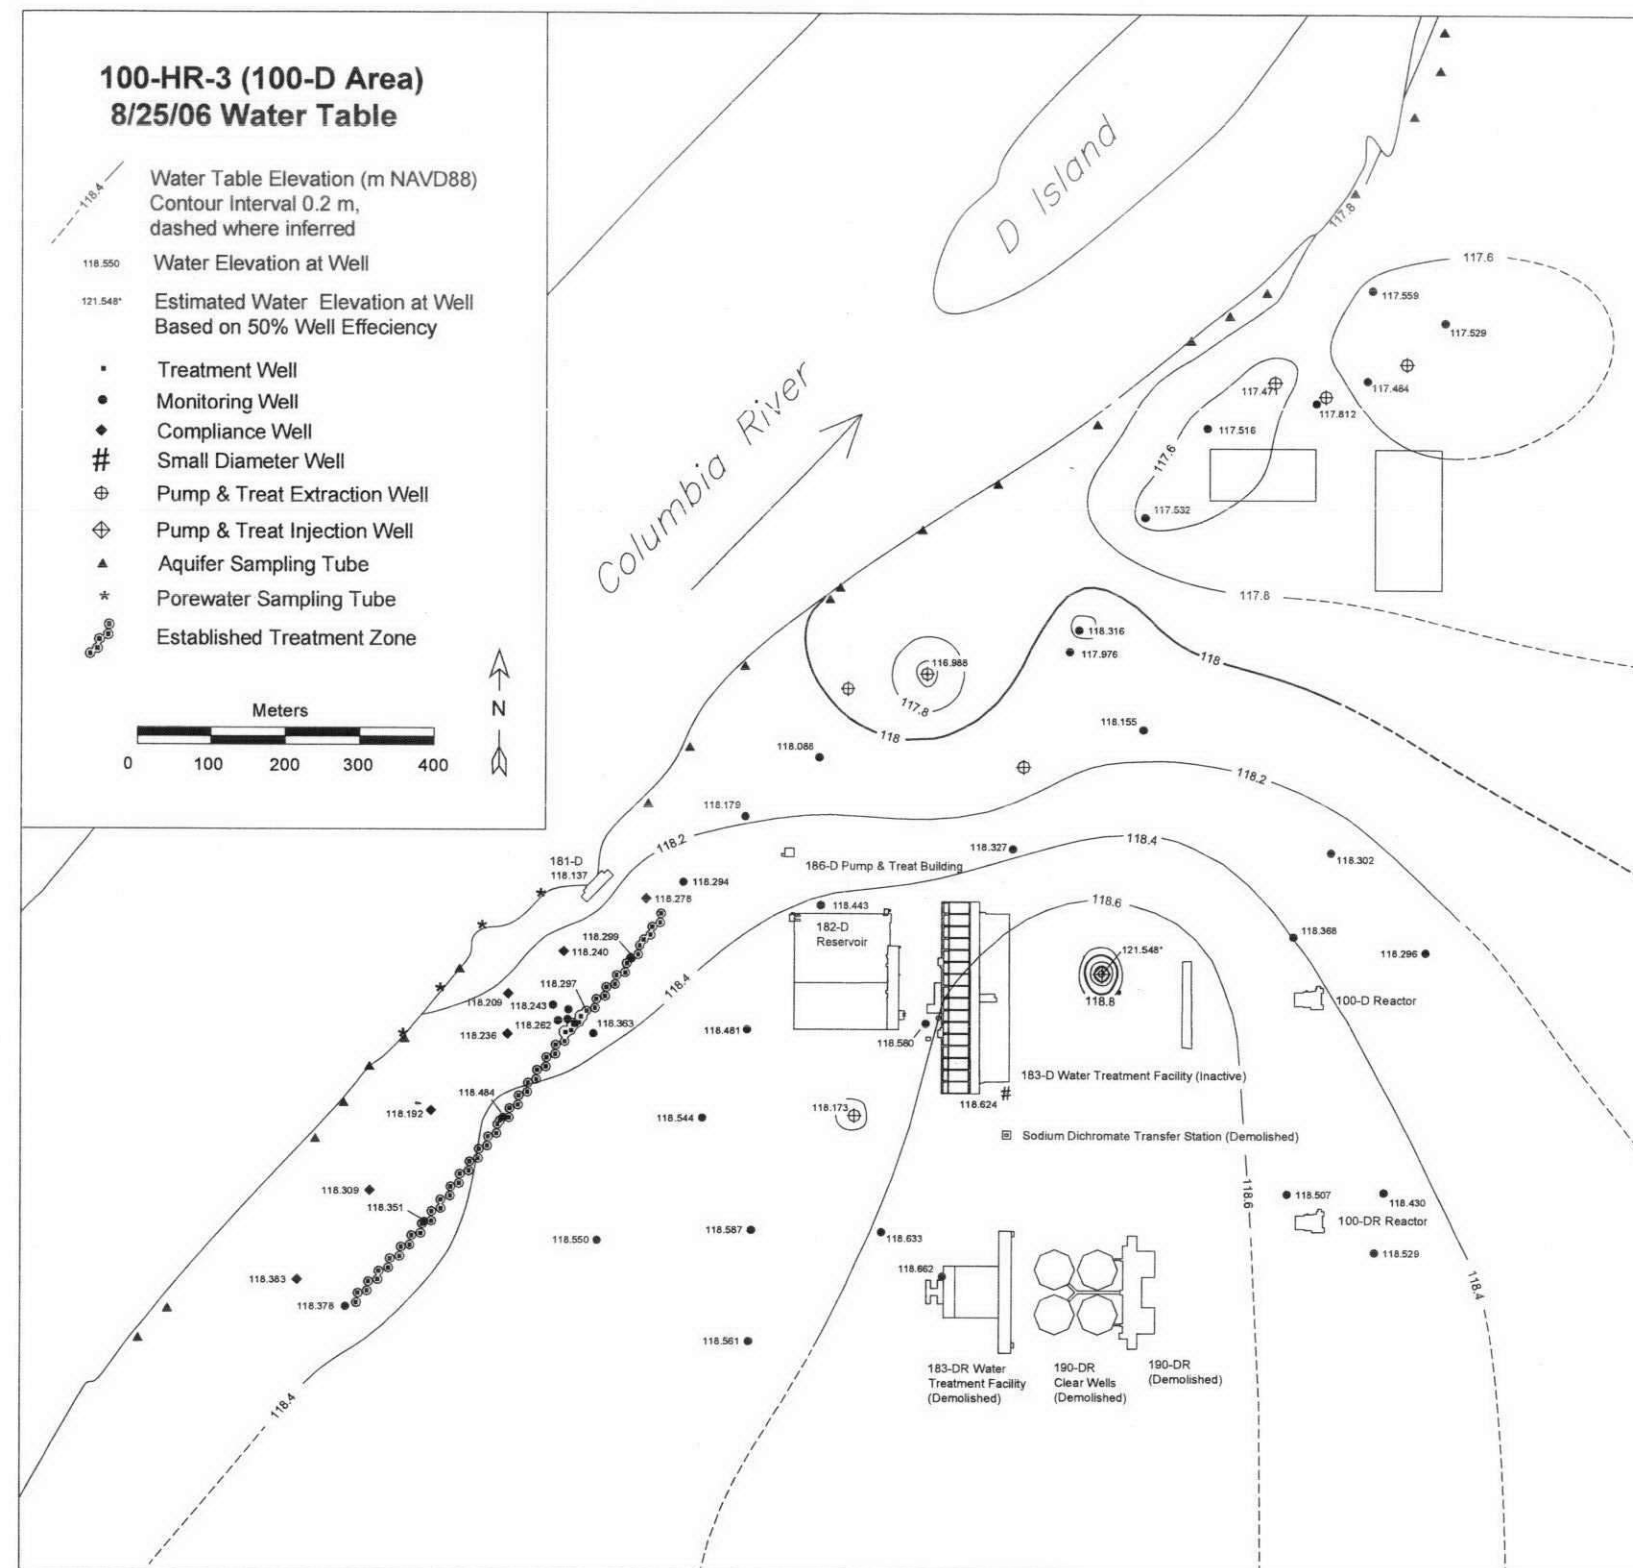 100-HR-3 (100-D Area)
8/25/06 Water Table
118.4
Water Table Elevation (m NAVD88)
Contour Interval 0.2 m,
dashed where inferred
118.550
Water Elevation at Well
121.548*
Estimated Water Elevation at Well
Based on 50% Well Effeciency
Treatment Well
Monitoring Well
Compliance Well
# Small Diameter Well
Pump & Treat Extraction Well
Pump & Treat Injection Well
Aquifer Sampling Tube
* Porewater Sampling Tube
Established Treatment Zone
Meters
0 100 200 300 400
N
D Island
Columbia River
117.8
117.6
117.559
117.529
117.484
117.471
117.812
117.516
117.6
117.532
117.8
118.316
117.976
118
116.988
117.8
118
118.155
118.088
118.2
118.179
118.2
118.4
118.327
118.302
181-D
118.137
186-D Pump & Treat Building
118.294
118.278
118.443
118.6
182-D
Reservoir
118.299
118.240
118.368
118.296
121.548*
118.8
118.4
118.297
118.209
118.243
118.262
118.236
118.363
118.481
118.580
100-D Reactor
183-D Water Treatment Facility (Inactive)
118.624
#
118.484
118.192
118.544
118.173
Sodium Dichromate Transfer Station (Demolished)
118.309
118.351
118.6
118.507
118.430
100-DR Reactor
118.550
118.587
118.633
118.529
118.383
118.378
118.662
118.4
118.561
183-DR Water
Treatment Facility
(Demolished)
190-DR
Clear Wells
(Demolished)
190-DR
(Demolished)
118.4